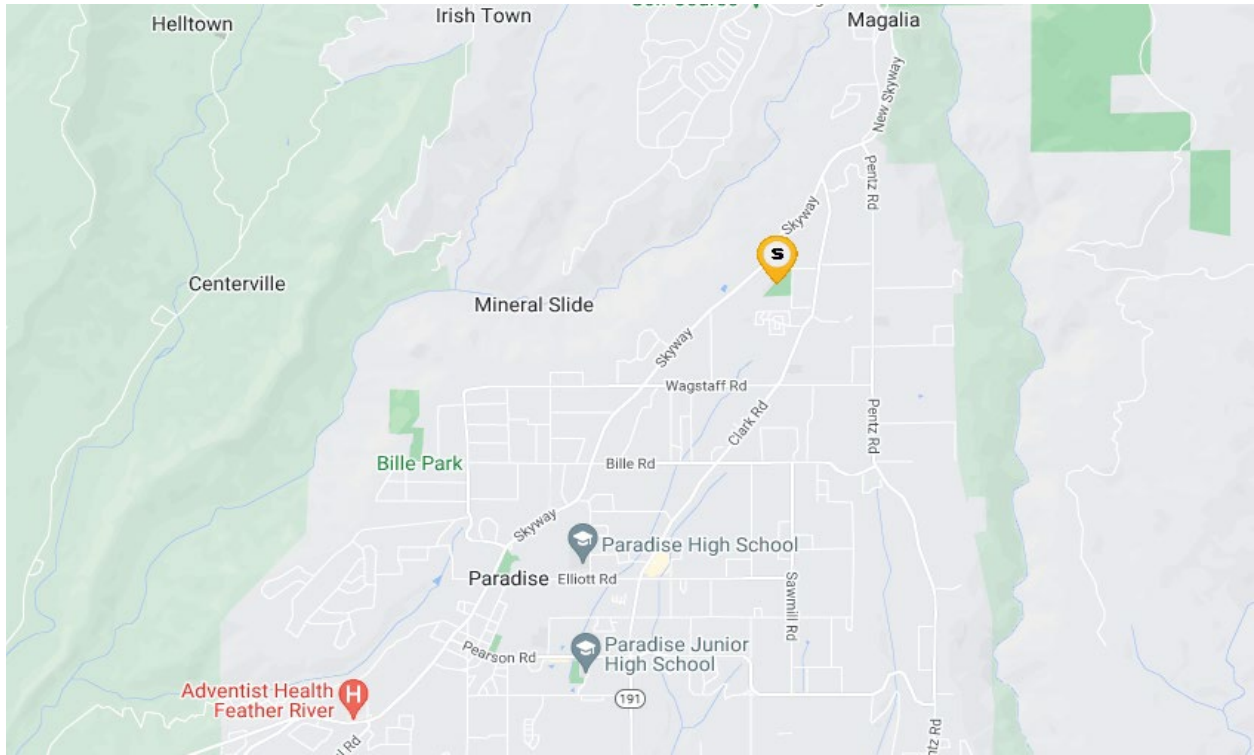 Helltown
Irish Town
Magalia
New Skyway
Pentz Rd
Skyway
S
Centerville
Mineral Slide
Skyway
Wagstaff Rd
Clark Rd
Pentz Rd
Bille Park
Bille Rd
Skyway
Paradise High School
Paradise
Elliott Rd
Sawmill Rd
Paradise Junior
High School
Pearson Rd
Adventist Health
Feather River
H
191
Rd